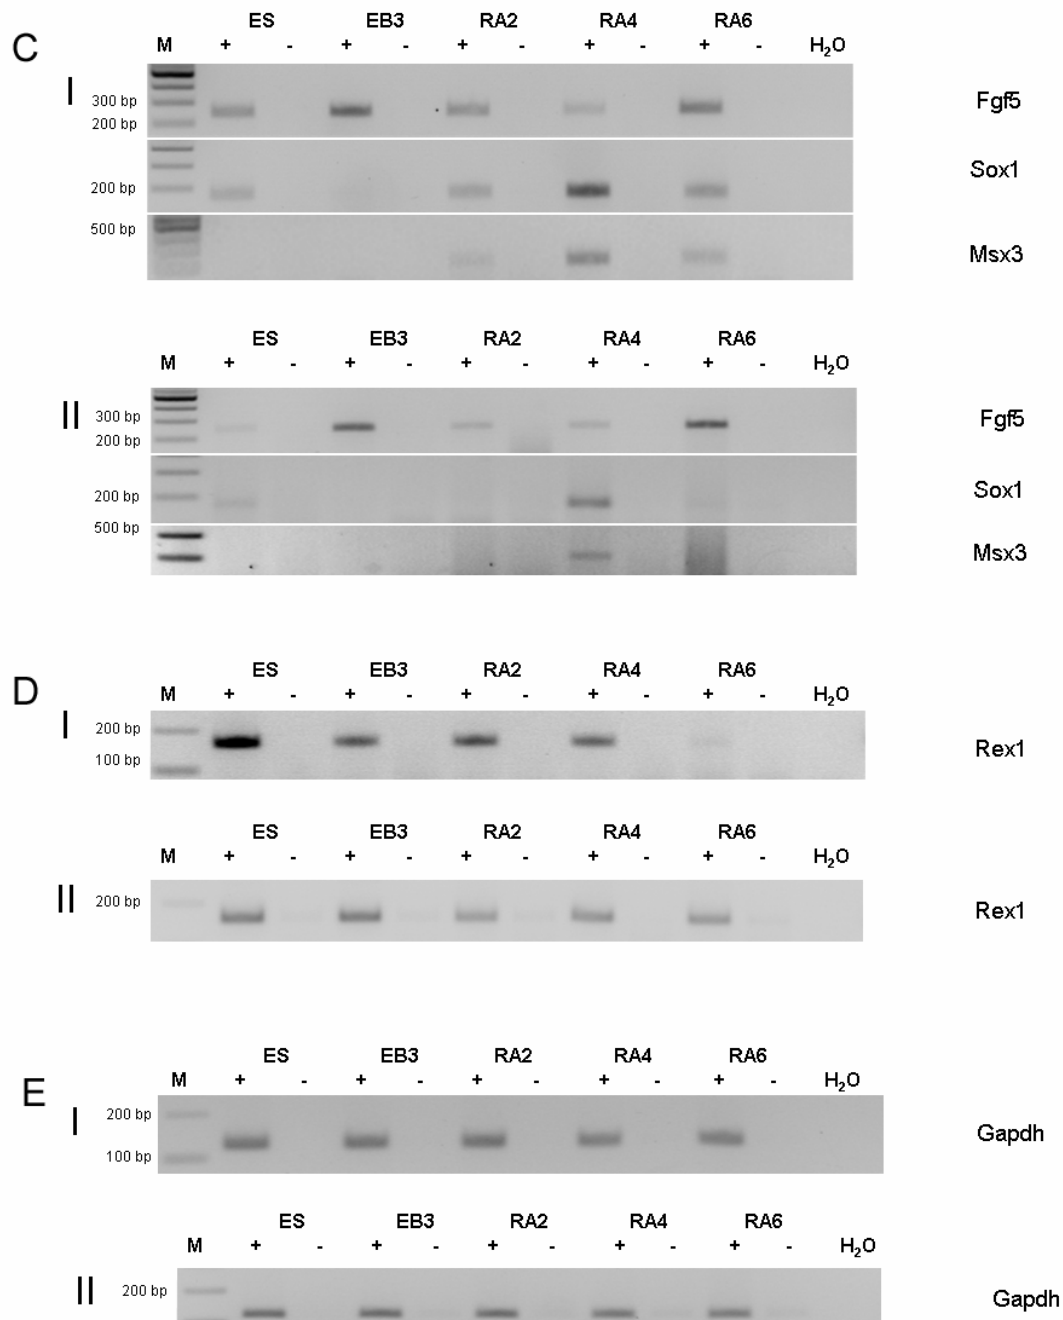 C
ES EB3 RA2 RA4 RA6
M + - + - + - + - + - H₂O
I
300 bp
200 bp
Fgf5
200 bp
Sox1
500 bp
Msx3
ES EB3 RA2 RA4 RA6
M + - + - + - + - + - H₂O
II
300 bp
200 bp
Fgf5
200 bp
Sox1
500 bp
Msx3
D
ES EB3 RA2 RA4 RA6
M + - + - + - + - + - H₂O
I
200 bp
100 bp
Rex1
ES EB3 RA2 RA4 RA6
M + - + - + - + - + - H₂O
II
200 bp
Rex1
E
ES EB3 RA2 RA4 RA6
M + - + - + - + - + - H₂O
I
200 bp
100 bp
Gapdh
ES EB3 RA2 RA4 RA6
M + - + - + - + - + - H₂O
II
200 bp
Gapdh